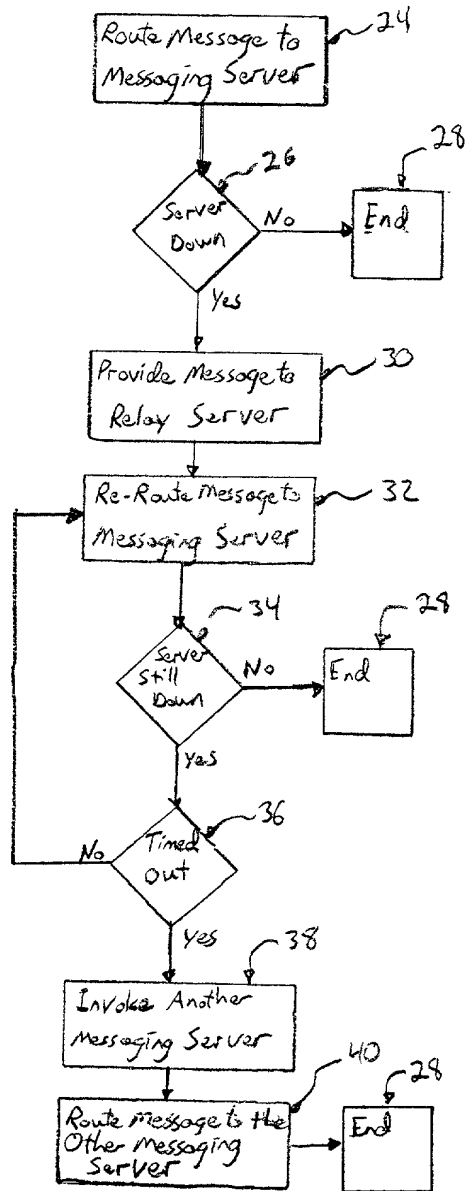 Route Message to
Messaging Server
24
28
26
Server
Down
No
End
Yes
Provide Message to
Relay Server
30
Re-Route Message to
Messaging Server
32
34
28
Server
Still
Down
No
End
Yes
36
Timed
Out
No
Yes
38
Invoke Another
Messaging Server
40
28
Route Message to the
Other Messaging
Server
End